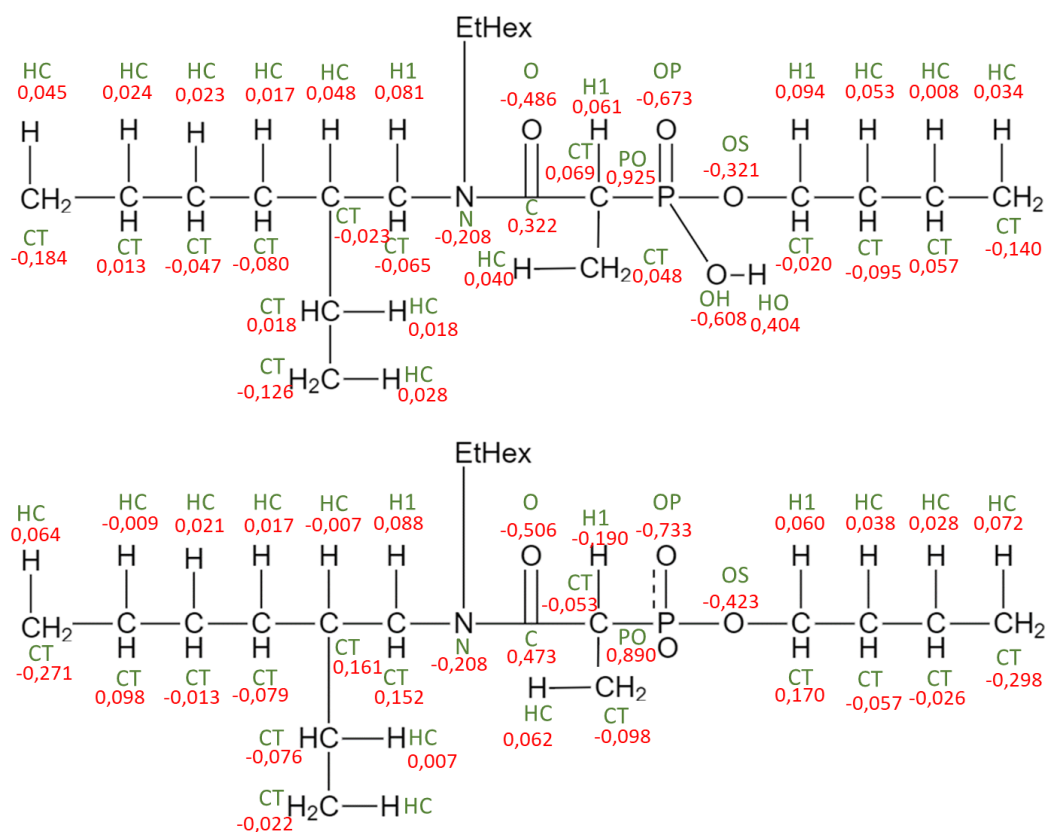 EtHex
HC HC HC HC HC H1 O H1 OP H1 HC HC HC
0,045 0,024 0,023 0,017 0,048 0,081 -0,486 0,061 -0,673 0,094 0,053 0,008 0,034
H H H H H H O H O H H H H
CT PO OS
0,069 0,925 -0,321
CH2 C C C C C N C C P O C C C CH2
H H H H H H H
CT CT CT CT CT CT N C CT CT CT CT
-0,184 0,013 -0,047 -0,080 -0,023 -0,065 -0,208 0,322 -0,020 -0,095 0,057 -0,140
HC H CH2 CT O-H
0,040 0,048
OH HO
-0,608 0,404
CT HC H HC
0,018 0,018
CT H2C H HC
-0,126 0,028
EtHex
HC HC HC HC HC H1 O H1 OP H1 HC HC HC
0,064 -0,009 0,021 0,017 -0,007 0,088 -0,506 -0,190 -0,733 0,060 0,038 0,028 0,072
H H H H H H O H O H H H H
CT OS
-0,053 -0,423
CH2 C C C C C N C C P O C C C CH2
H H H H H O H H H
CT CT CT CT CT CT N C PO CT CT CT CT
-0,271 0,098 -0,013 -0,079 0,161 0,152 -0,208 0,473 0,890 0,170 -0,057 -0,026 -0,298
H CH2
HC CT
0,062 -0,098
CT HC H HC
-0,076 0,007
CT H2C H HC
-0,022